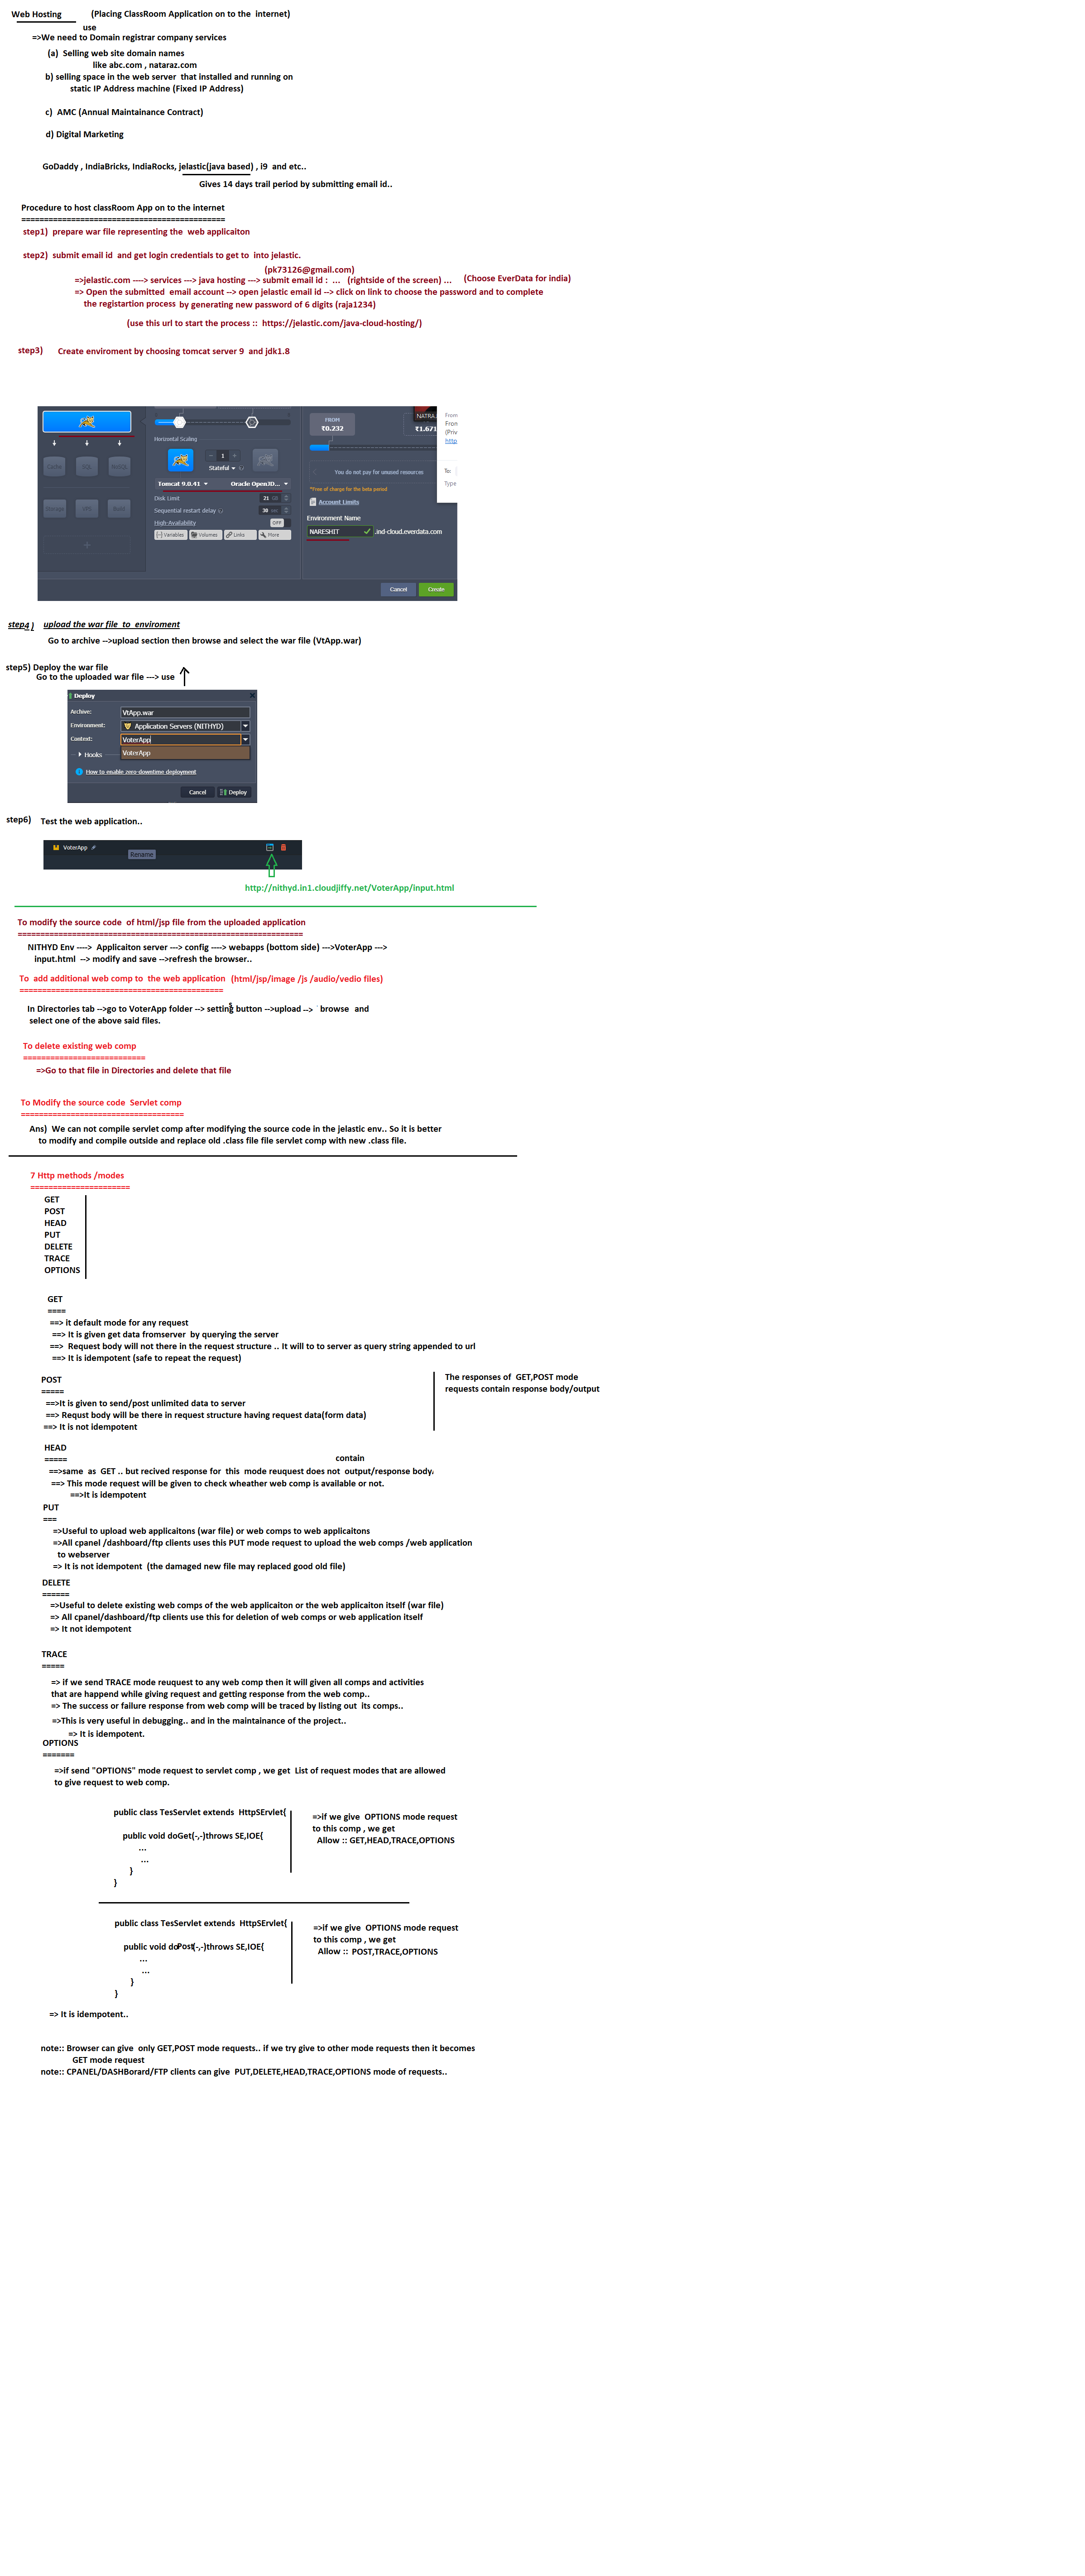 Web Hosting (Placing ClassRoom Application on to the internet)
use
=>We need to Domain registrar company services
(a) Selling web site domain names
like abc.com , nataraz.com
b) selling space in the web server that installed and running on
static IP Address machine (Fixed IP Address)
c) AMC (Annual Maintainance Contract)
d) Digital Marketing
GoDaddy , IndiaBricks, IndiaRocks, jelastic(java based) , i9 and etc..
Gives 14 days trail period by submitting email id..
Procedure to host classRoom App on to the internet
=============================================
step1) prepare war file representing the web applicaiton
step2) submit email id and get login credentials to get to into jelastic.
(pk73126@gmail.com)
=>jelastic.com ----> services ---> java hosting ---> submit email id : ... (rightside of the screen) ... (Choose EverData for india)
=> Open the submitted email account --> open jelastic email id --> click on link to choose the password and to complete
the registartion process by generating new password of 6 digits (raja1234)
(use this url to start the process :: https://jelastic.com/java-cloud-hosting/)
step3) Create enviroment by choosing tomcat server 9 and jdk1.8
FROM
₹0.232
NATRA
₹1.671
From
From
(Priv
http
To:
Type
Horizontal Scaling
1
Stateful
Cache SQL NoSQL
You do not pay for unused resources
Tomcat 9.0.41 Oracle OpenJD...
*Free of charge for the beta period
Disk Limit 21 GB
Account Limits
Sequential restart delay 30 sec
Storage VPS Build
Environment Name
High-Availability OFF
NARESHIT .ind-cloud.everdata.com
Variables Volumes Links More
Cancel Create
step4) upload the war file to enviroment
Go to archive -->upload section then browse and select the war file (VtApp.war)
step5) Deploy the war file
Go to the uploaded war file ---> use
Deploy
Archive: VtApp.war
Environment: Application Servers (NITHYD)
Context: VoterApp
Hooks VoterApp
How to enable zero-downtime deployment
Cancel Deploy
step6) Test the web application..
VoterApp
Rename
http://nithyd.in1.cloudjiffy.net/VoterApp/input.html
To modify the source code of html/jsp file from the uploaded application
===============================================================
NITHYD Env ----> Applicaiton server ---> config ----> webapps (bottom side) --->VoterApp --->
input.html --> modify and save -->refresh the browser..
To add additional web comp to the web application (html/jsp/image /js /audio/vedio files)
=============================================
In Directories tab -->go to VoterApp folder --> settings button -->upload --> browse and
select one of the above said files.
To delete existing web comp
===========================
=>Go to that file in Directories and delete that file
To Modify the source code Servlet comp
====================================
Ans) We can not compile servlet comp after modifying the source code in the jelastic env.. So it is better
to modify and compile outside and replace old .class file file servlet comp with new .class file.
7 Http methods /modes
======================
GET
POST
HEAD
PUT
DELETE
TRACE
OPTIONS
GET
====
==> it default mode for any request
==> It is given get data fromserver by querying the server
==> Request body will not there in the request structure .. It will to to server as query string appended to url
==> It is idempotent (safe to repeat the request)
The responses of GET,POST mode
requests contain response body/output
POST
=====
==>It is given to send/post unlimited data to server
==> Requst body will be there in request structure having request data(form data)
==> It is not idempotent
HEAD
===== contain
==>same as GET .. but recived response for this mode reuquest does not output/response body.
==> This mode request will be given to check wheather web comp is available or not.
==>It is idempotent
PUT
===
=>Useful to upload web applicaitons (war file) or web comps to web applicaitons
=>All cpanel /dashboard/ftp clients uses this PUT mode request to upload the web comps /web application
to webserver
=> It is not idempotent (the damaged new file may replaced good old file)
DELETE
======
=>Useful to delete existing web comps of the web applicaiton or the web applicaiton itself (war file)
=> All cpanel/dashboard/ftp clients use this for deletion of web comps or web application itself
=> It not idempotent
TRACE
=====
=> if we send TRACE mode reuquest to any web comp then it will given all comps and activities
that are happend while giving request and getting response from the web comp..
=> The success or failure response from web comp will be traced by listing out its comps..
=>This is very useful in debugging.. and in the maintainance of the project..
=> It is idempotent.
OPTIONS
=======
=>if send "OPTIONS" mode request to servlet comp , we get List of request modes that are allowed
to give request to web comp.
public class TesServlet extends HttpSErvlet{
public void doGet(-,-)throws SE,IOE{
...
...
}
}
=>if we give OPTIONS mode request
to this comp , we get
Allow :: GET,HEAD,TRACE,OPTIONS
public class TesServlet extends HttpSErvlet{
public void doPost(-,-)throws SE,IOE{
...
...
}
}
=>if we give OPTIONS mode request
to this comp , we get
Allow :: POST,TRACE,OPTIONS
=> It is idempotent..
note:: Browser can give only GET,POST mode requests.. if we try give to other mode requests then it becomes
GET mode request
note:: CPANEL/DASHBorard/FTP clients can give PUT,DELETE,HEAD,TRACE,OPTIONS mode of requests..